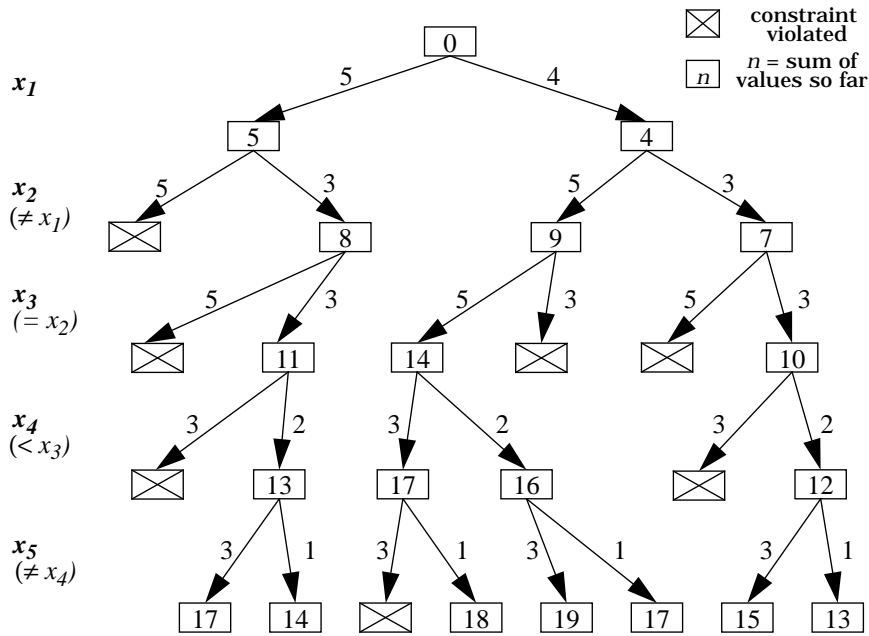 constraint
violated
n = sum of
values so far
n
0
x1
5 4
5 4
x2
(≠ x1)
5 3 5 3
8 9 7
x3
(= x2)
5 3 5 3 5 3
11 14 10
x4
(< x3)
3 2 3 2 3 2
13 17 16 12
x5
(≠ x4)
3 1 3 1 3 1 3 1
17 14 18 19 17 15 13